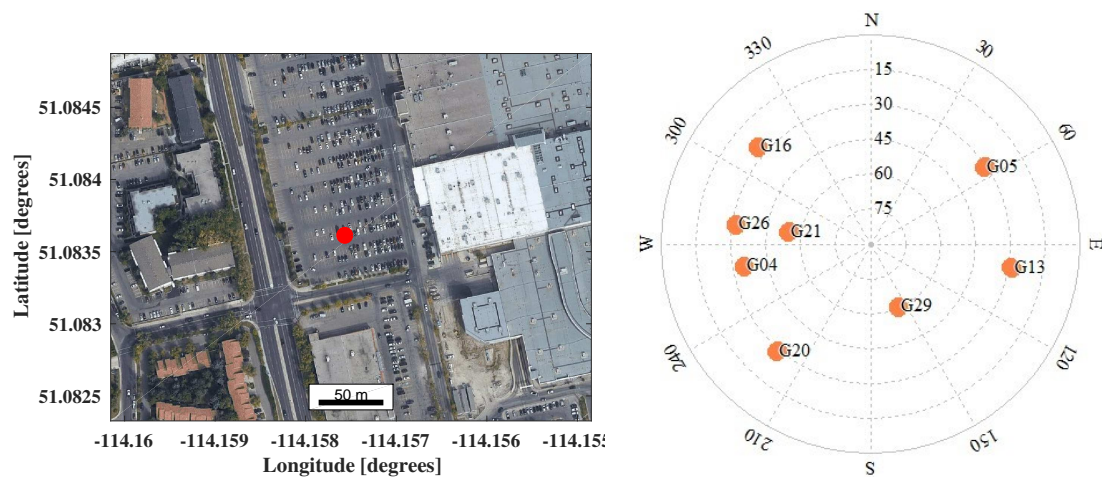 51.0845
51.084
51.0835
51.083
51.0825
Latitude [degrees]
50 m
-114.16 -114.159 -114.158 -114.157 -114.156 -114.155
Longitude [degrees]
N
330 30
15
30
300 60
45
G16
60
G05
75
G26
G21
W E
G04
G13
G29
240 120
G20
210 150
S